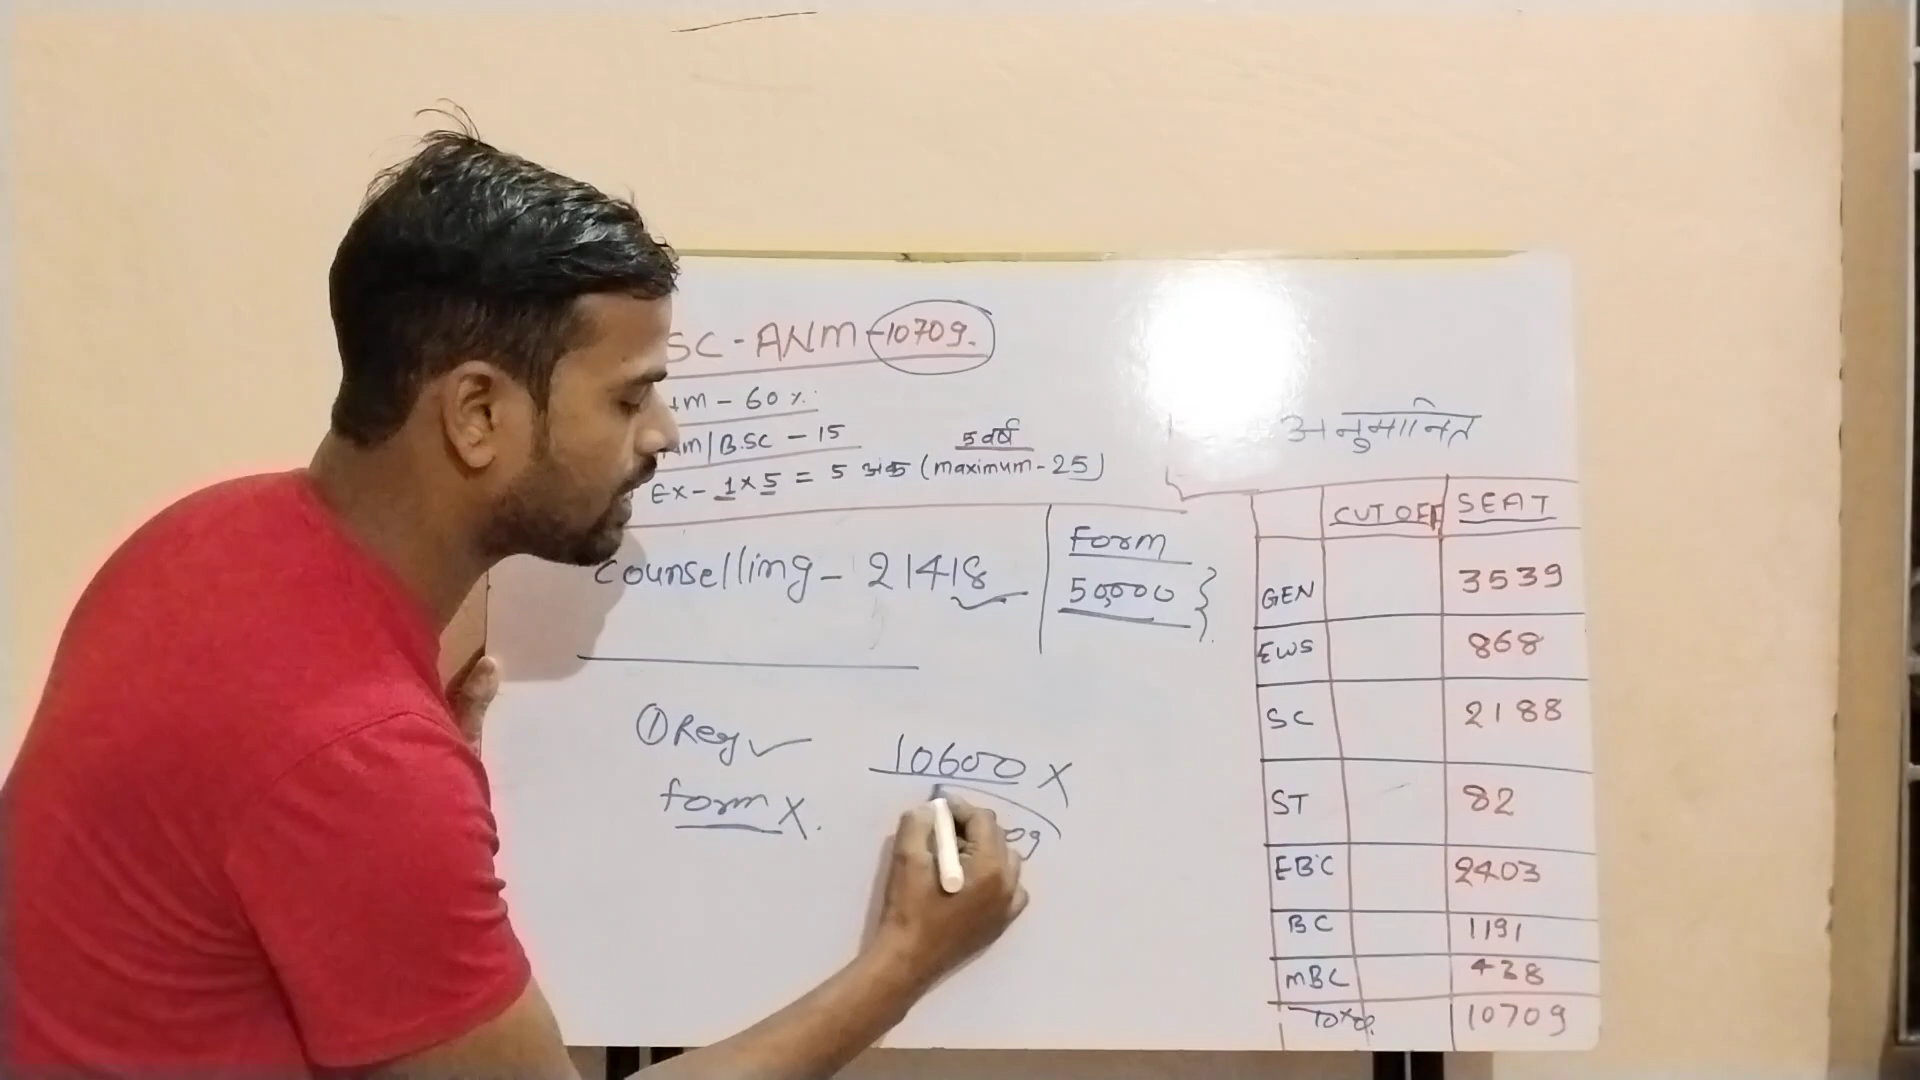 SC-ANM-10709.
m - 60%
m/B.SC - 15
5 वर्ष
Ex- 1×5 = 5 अंक (maximum-25)
Counselling - 21418
Form
50,000
① Reg ✓
form X.
10600 X
09
अनुमानित
CUT OFF SEAT
GEN 3539
EWS 868
SC 2188
ST 82
EBC 2403
BC 1191
MBC 438
Total 10709